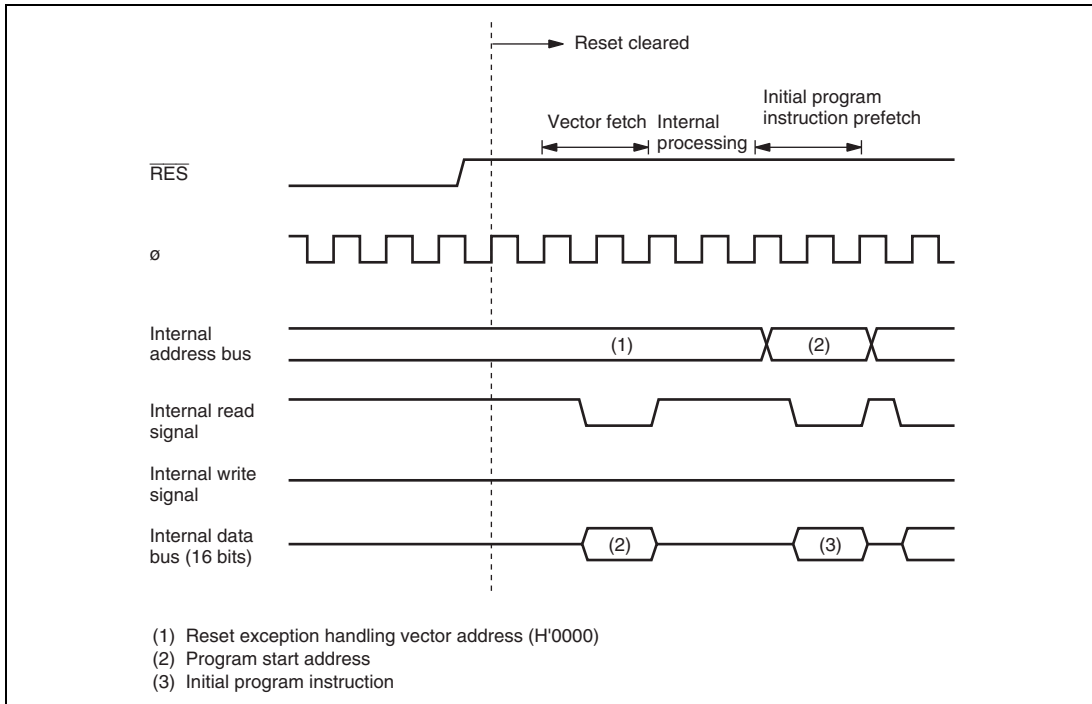 Reset cleared
Initial program
instruction prefetch
Vector fetch
Internal
processing
RES
ø
Internal
address bus
(1)
(2)
Internal read
signal
Internal write
signal
Internal data
bus (16 bits)
(2)
(3)
(1) Reset exception handling vector address (H'0000)
(2) Program start address
(3) Initial program instruction